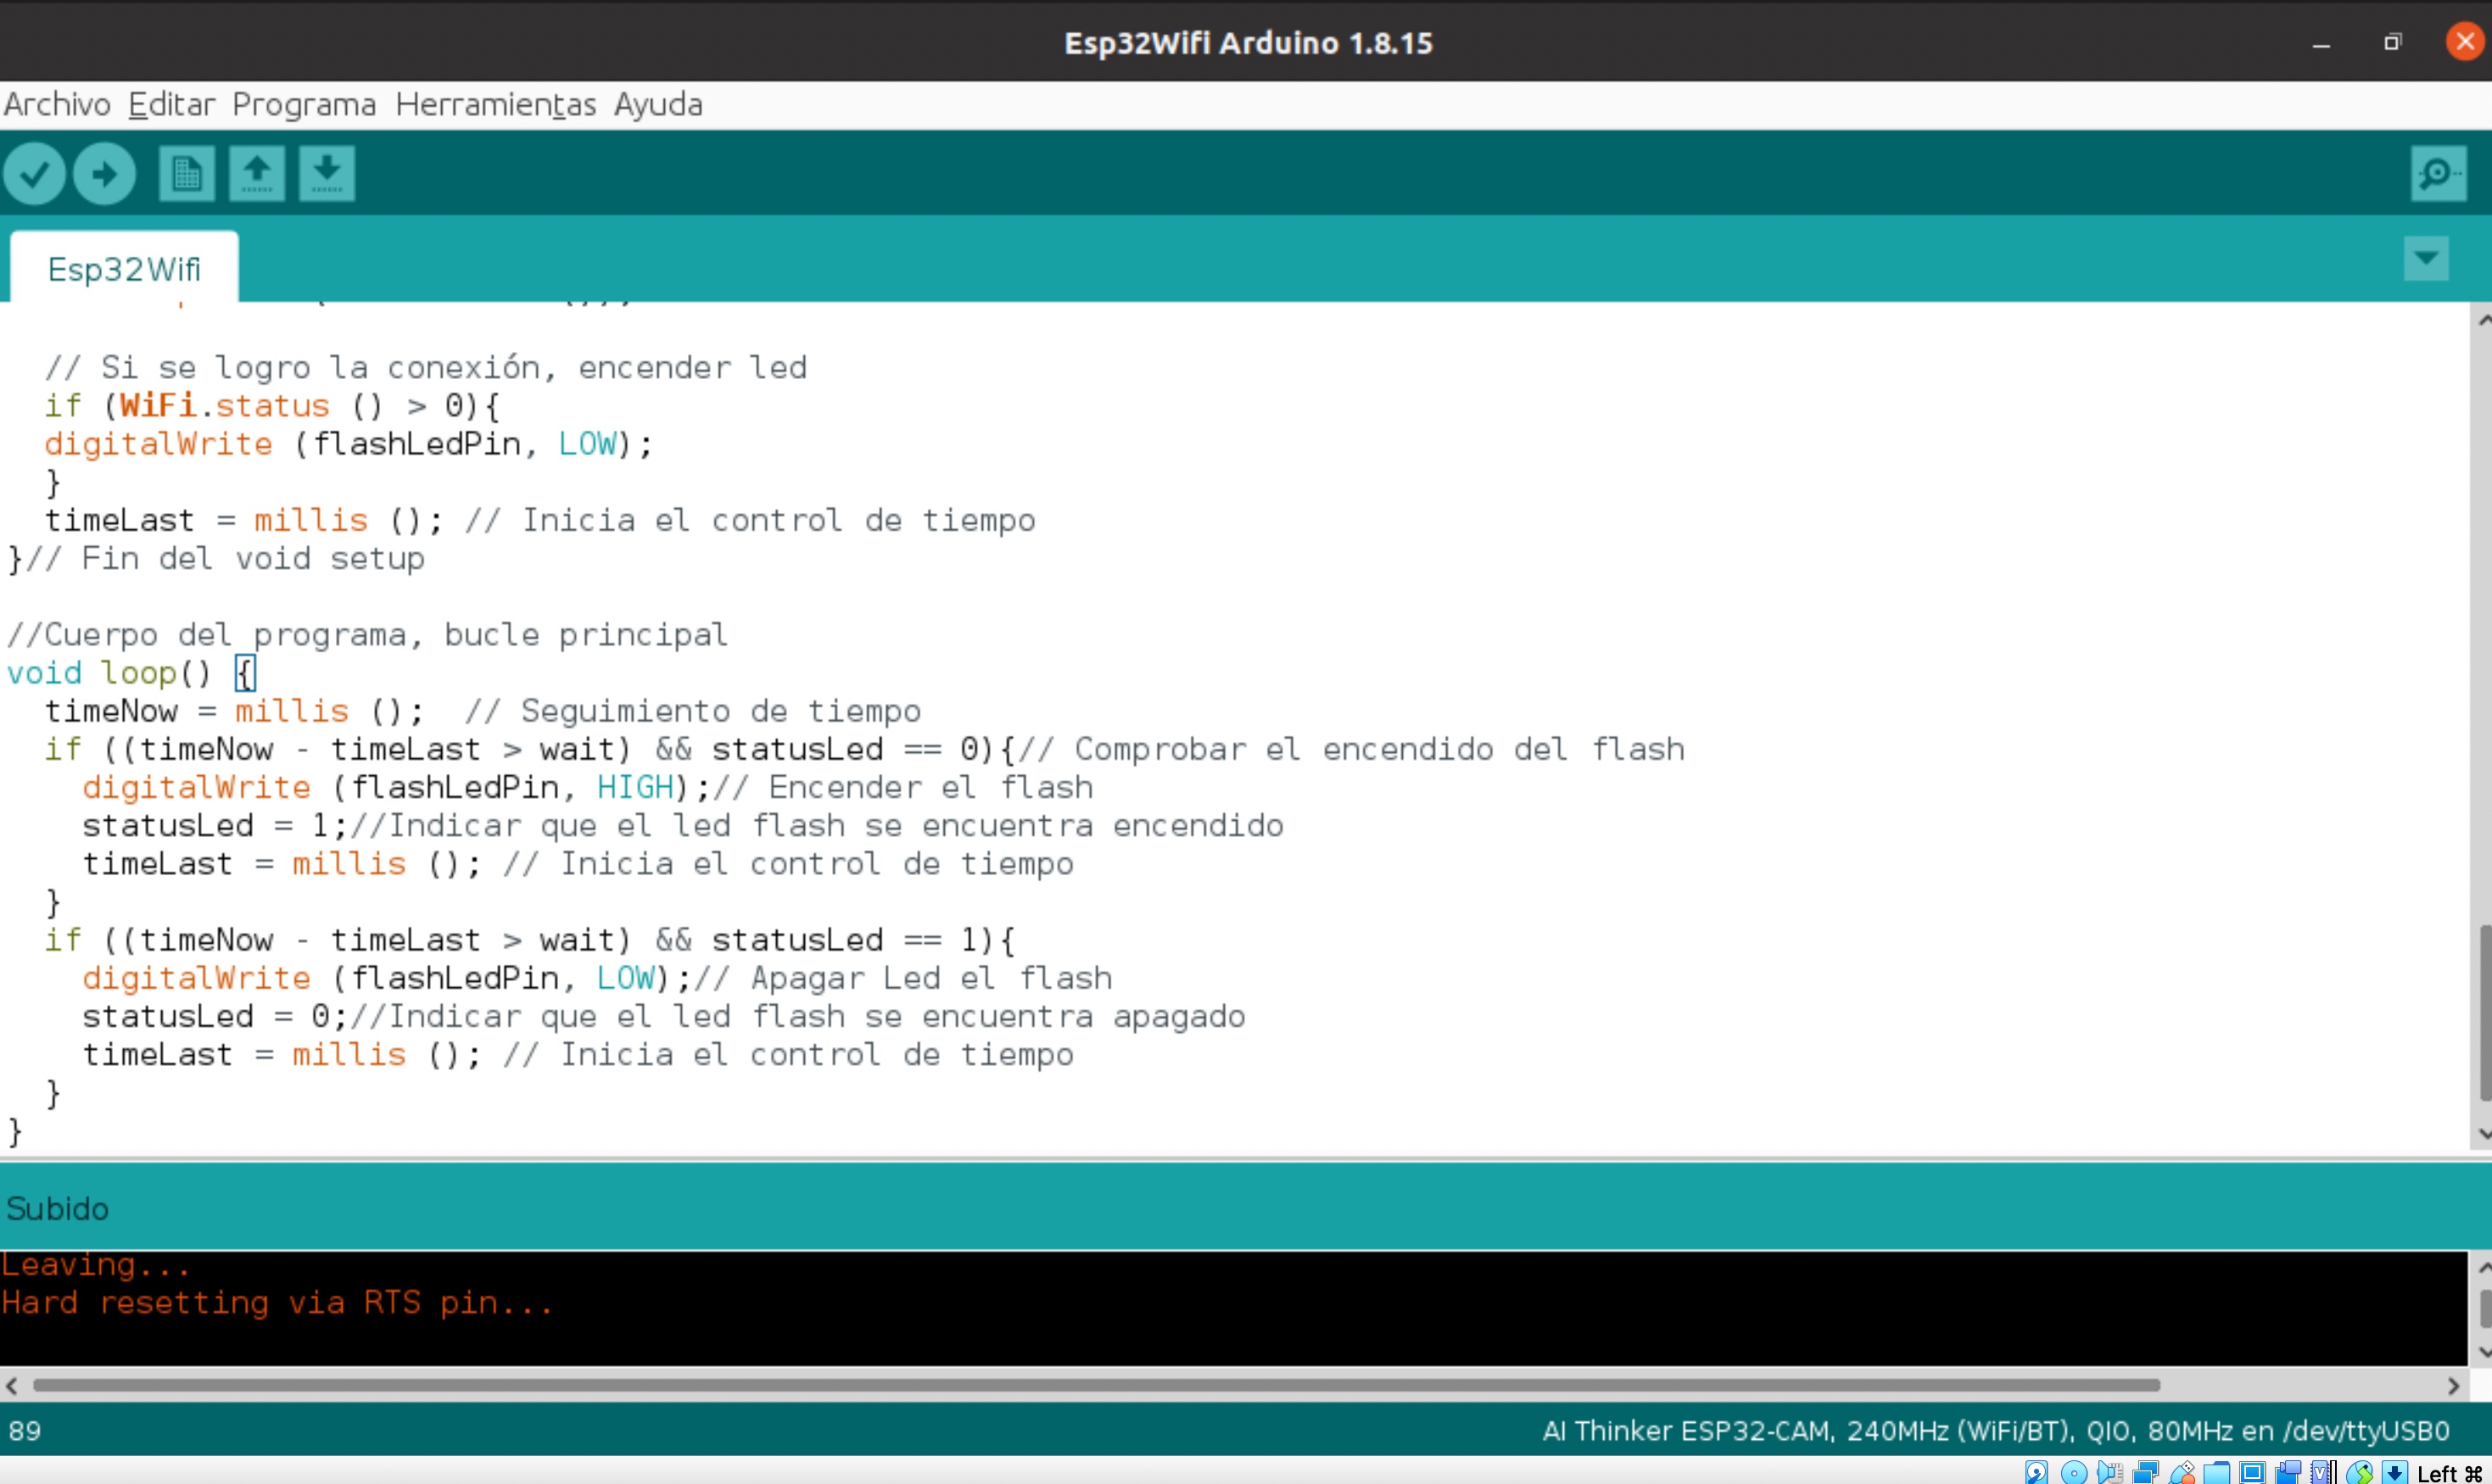 Esp32Wifi Arduino 1.8.15
Archivo Editar Programa Herramientas Ayuda
Esp32Wifi
// Si se logro la conexión, encender led
if (WiFi.status () > 0){
digitalWrite (flashLedPin, LOW);
}
timeLast = millis (); // Inicia el control de tiempo
}// Fin del void setup
//Cuerpo del programa, bucle principal
void loop() {
timeNow = millis (); // Seguimiento de tiempo
if ((timeNow - timeLast > wait) && statusLed == 0){// Comprobar el encendido del flash
digitalWrite (flashLedPin, HIGH);// Encender el flash
statusLed = 1;//Indicar que el led flash se encuentra encendido
timeLast = millis (); // Inicia el control de tiempo
}
if ((timeNow - timeLast > wait) && statusLed == 1){
digitalWrite (flashLedPin, LOW);// Apagar Led el flash
statusLed = 0;//Indicar que el led flash se encuentra apagado
timeLast = millis (); // Inicia el control de tiempo
}
}
Subido
Leaving...
Hard resetting via RTS pin...
89
AI Thinker ESP32-CAM, 240MHz (WiFi/BT), QIO, 80MHz en /dev/ttyUSB0
Left ⌘